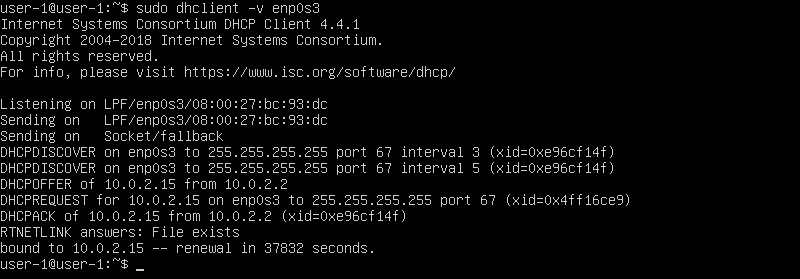 user-1@user-1:~$ sudo dhclient -v enp0s3
Internet Systems Consortium DHCP Client 4.4.1
Copyright 2004-2018 Internet Systems Consortium.
All rights reserved.
For info, please visit https://www.isc.org/software/dhcp/

Listening on LPF/enp0s3/08:00:27:bc:93:dc
Sending on   LPF/enp0s3/08:00:27:bc:93:dc
Sending on   Socket/fallback
DHCPDISCOVER on enp0s3 to 255.255.255.255 port 67 interval 3 (xid=0xe96cf14f)
DHCPDISCOVER on enp0s3 to 255.255.255.255 port 67 interval 5 (xid=0xe96cf14f)
DHCPOFFER of 10.0.2.15 from 10.0.2.2
DHCPREQUEST for 10.0.2.15 on enp0s3 to 255.255.255.255 port 67 (xid=0x4ff16ce9)
DHCPACK of 10.0.2.15 from 10.0.2.2 (xid=0xe96cf14f)
RTNETLINK answers: File exists
bound to 10.0.2.15 -- renewal in 37832 seconds.
user-1@user-1:~$ _